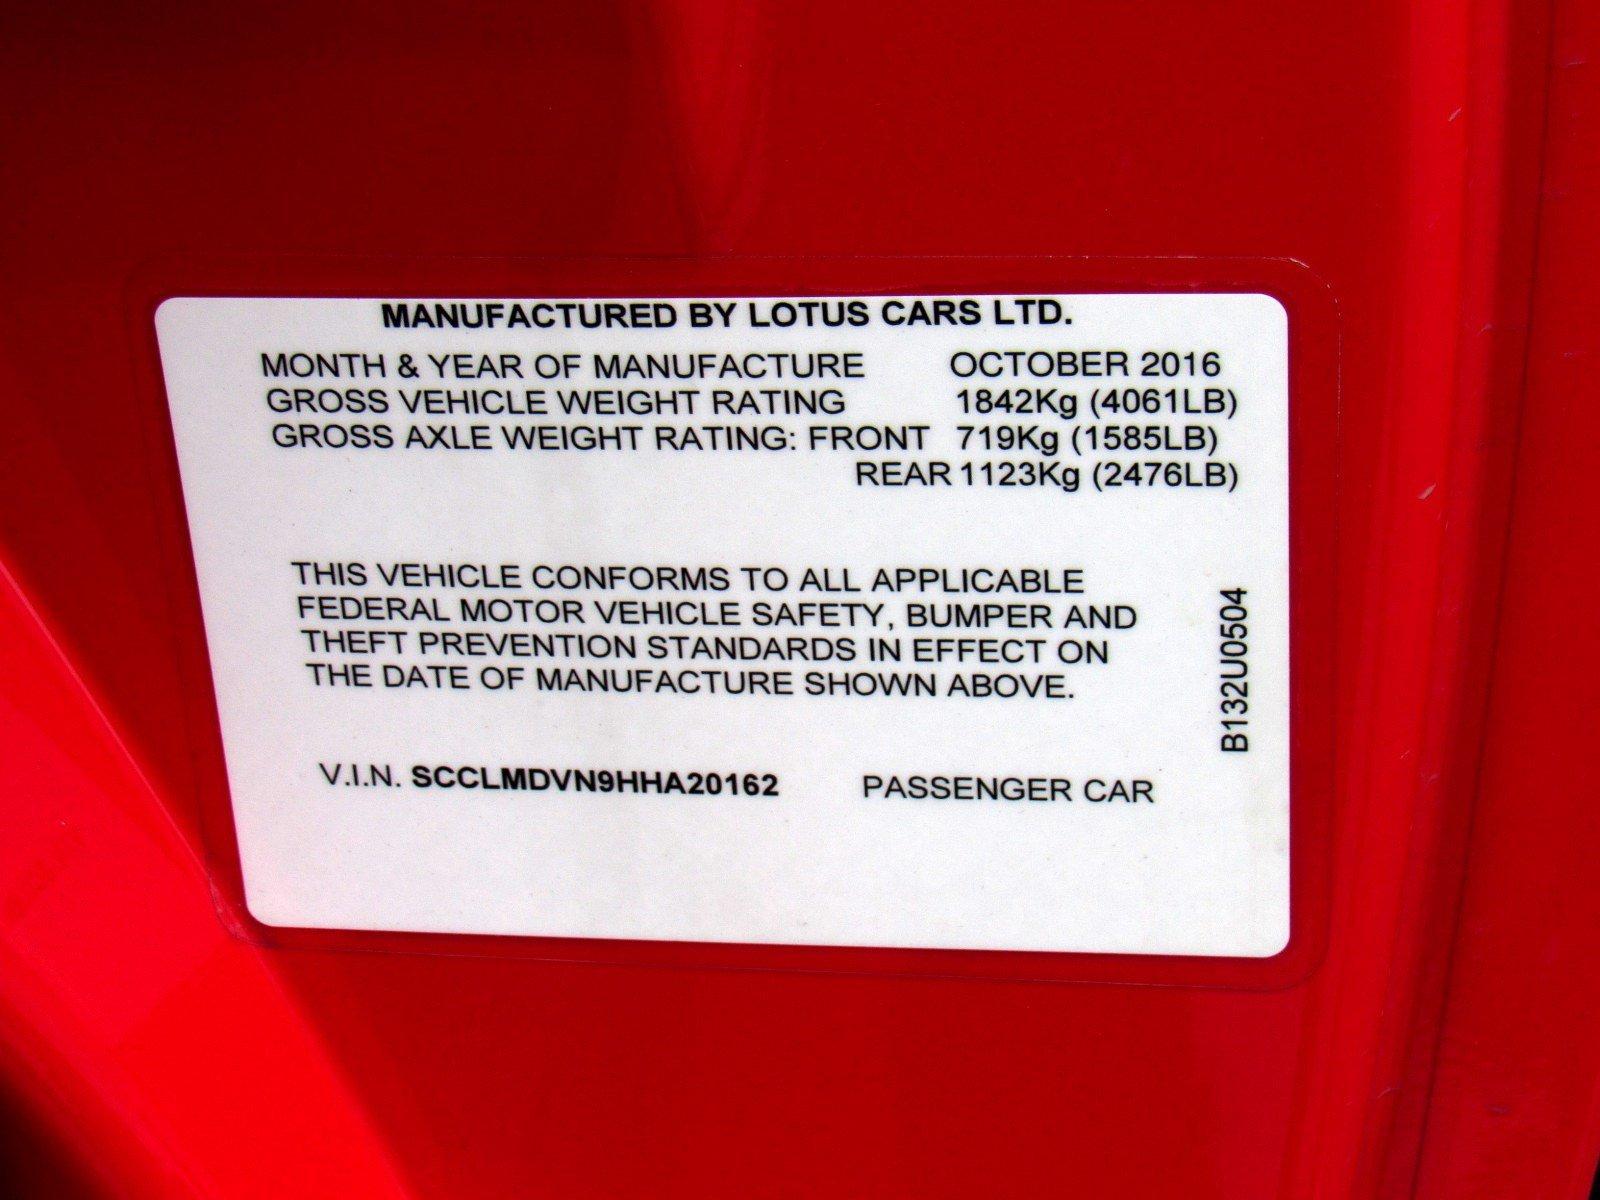 MANUFACTURED BY LOTUS CARS LTD.
MONTH & YEAR OF MANUFACTURE OCTOBER 2016
GROSS VEHICLE WEIGHT RATING 1842Kg (4061LB)
GROSS AXLE WEIGHT RATING: FRONT 719Kg (1585LB)
REAR 1123Kg (2476LB)
THIS VEHICLE CONFORMS TO ALL APPLICABLE
FEDERAL MOTOR VEHICLE SAFETY, BUMPER AND
THEFT PREVENTION STANDARDS IN EFFECT ON
THE DATE OF MANUFACTURE SHOWN ABOVE.
V.I.N. SCCLMDVN9HHA20162 PASSENGER CAR
B132U0504